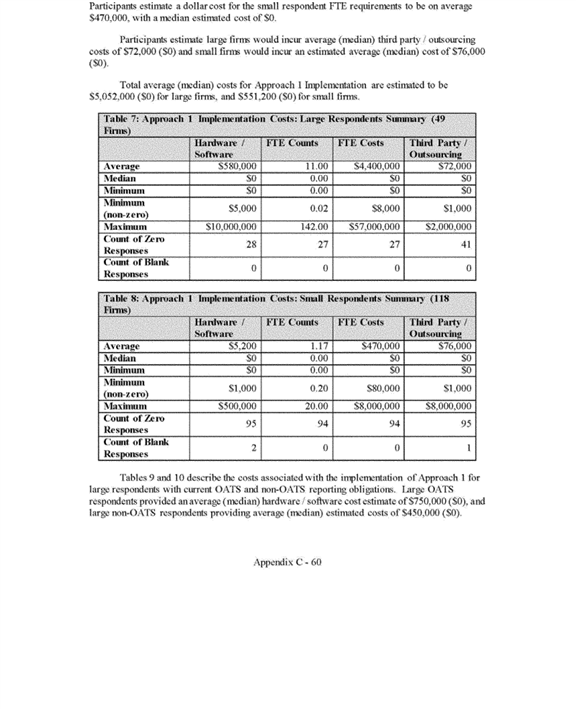 Participants estimate a dollar cost for the small respondent FTE requirements to be on average
$470,000, with a median estimated cost of $0.
Participants estimate large firms would incur average (median) third party / outsourcing
costs of $72,000 ($0) and small firms would incur an estimated average (median) cost of $76,000
($0).
Total average (median) costs for Approach 1 Implementation are estimated to be
$5,052,000 ($0) for large firms, and $551,200 ($0) for small firms.
Table 7: Approach 1 Implementation Costs: Large Respondents Summary (49
Firms)
Hardware / FTE Counts FTE Costs Third Party /
Software Outsourcing
Average $580,000 11.00 $4,400,000 $72,000
Median $0 0.00 $0 $0
Minimum $0 0.00 $0 $0
Minimum
(non-zero) $5,000 0.02 $8,000 $1,000
Maximum $10,000,000 142.00 $57,000,000 $2,000,000
Count of Zero
Responses 28 27 27 41
Count of Blank
Responses 0 0 0 0
Table 8: Approach 1 Implementation Costs: Small Respondents Summary (118
Firms)
Hardware / FTE Counts FTE Costs Third Party /
Software Outsourcing
Average $5,200 1.17 $470,000 $76,000
Median $0 0.00 $0 $0
Minimum $0 0.00 $0 $0
Minimum
(non-zero) $1,000 0.20 $80,000 $1,000
Maximum $500,000 20.00 $8,000,000 $8,000,000
Count of Zero
Responses 95 94 94 95
Count of Blank
Responses 2 0 0 1
Tables 9 and 10 describe the costs associated with the implementation of Approach 1 for
large respondents with current OATS and non-OATS reporting obligations. Large OATS
respondents provided an average (median) hardware / software cost estimate of $750,000 ($0), and
large non-OATS respondents providing average (median) estimated costs of $450,000 ($0).
Appendix C - 60